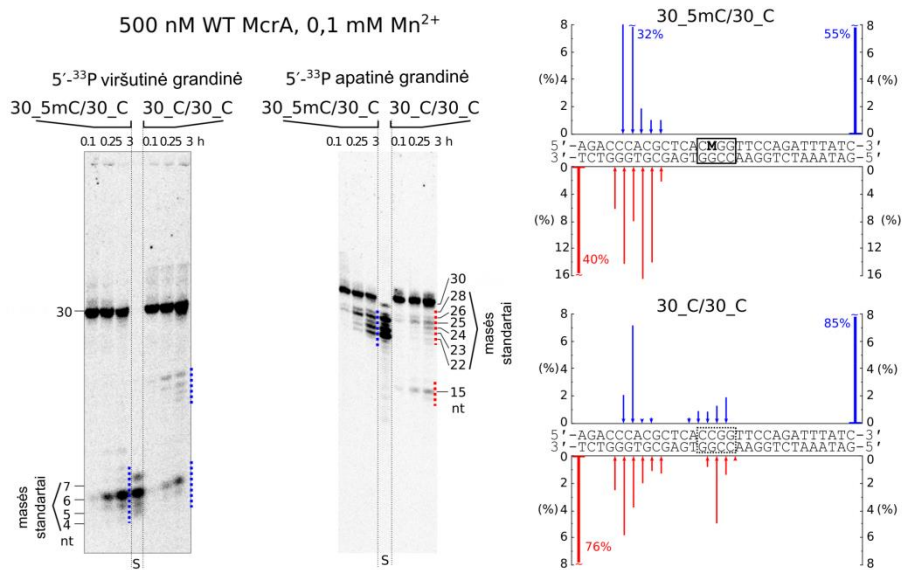 500 nM WT McrA, 0,1 mM Mn2+
5′-33P viršutinė grandinė
30_5mC/30_C 30_C/30_C
0.1 0.25 3 0.1 0.25 3 h
30
7
6
5
4
nt
masės
standartai
S
5′-33P apatinė grandinė
30_5mC/30_C 30_C/30_C
0.1 0.25 3 0.1 0.25 3 h
30
28
26
25
24
23
22
15
nt
masės
standartai
S
30_5mC/30_C
8 8
6 6
(%) 4 4 (%)
2 2
0 0
32%
55%
5'-AGACCCACGCTCACMGGTTCCAGATTTATC-3'
3'-TCTGGGTGCGAGTGGCCAAGGTCTAAATAG-5'
0 0
4 2
(%) 8 4 (%)
12 6
16 8
40%
30_C/30_C
8 8
6 6
(%) 4 4 (%)
2 2
0 0
85%
5'-AGACCCACGCTCACCGGTTCCAGATTTATC-3'
3'-TCTGGGTGCGAGTGGCCAAGGTCTAAATAG-5'
0 0
2 2
(%) 4 4 (%)
6 6
8 8
76%